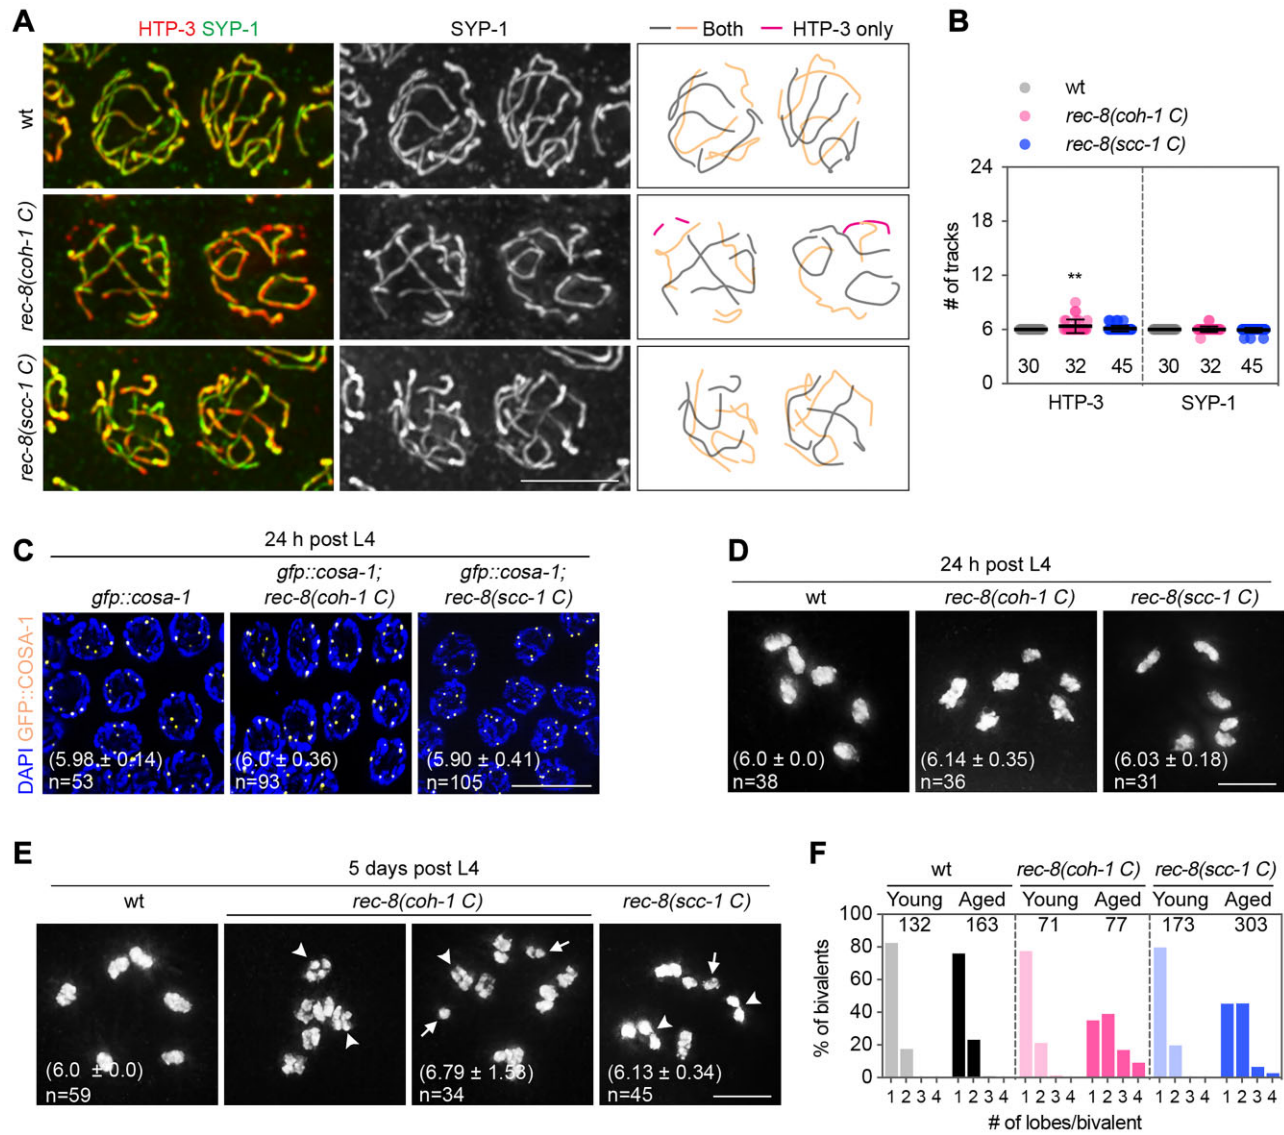 A
HTP-3 SYP-1
SYP-1
Both
HTP-3 only
wt
rec-8(coh-1 C)
rec-8(scc-1 C)
B
wt
rec-8(coh-1 C)
rec-8(scc-1 C)
# of tracks
24
18
12
6
0
**
30 32 45 30 32 45
HTP-3 SYP-1
C
24 h post L4
gfp::cosa-1
gfp::cosa-1;
rec-8(coh-1 C)
gfp::cosa-1;
rec-8(scc-1 C)
DAPI GFP::COSA-1
(5.98 ± 0.14)
n=53
(6.0 ± 0.36)
n=93
(5.90 ± 0.41)
n=105
D
24 h post L4
wt
rec-8(coh-1 C)
rec-8(scc-1 C)
(6.0 ± 0.0)
n=38
(6.14 ± 0.35)
n=36
(6.03 ± 0.18)
n=31
E
5 days post L4
wt
rec-8(coh-1 C)
rec-8(scc-1 C)
(6.0 ± 0.0)
n=59
(6.79 ± 1.53)
n=34
(6.13 ± 0.34)
n=45
F
wt rec-8(coh-1 C) rec-8(scc-1 C)
Young Aged Young Aged Young Aged
132 163 71 77 173 303
% of bivalents
100
80
60
40
20
0
1 2 3 4 1 2 3 4 1 2 3 4 1 2 3 4 1 2 3 4 1 2 3 4
# of lobes/bivalent